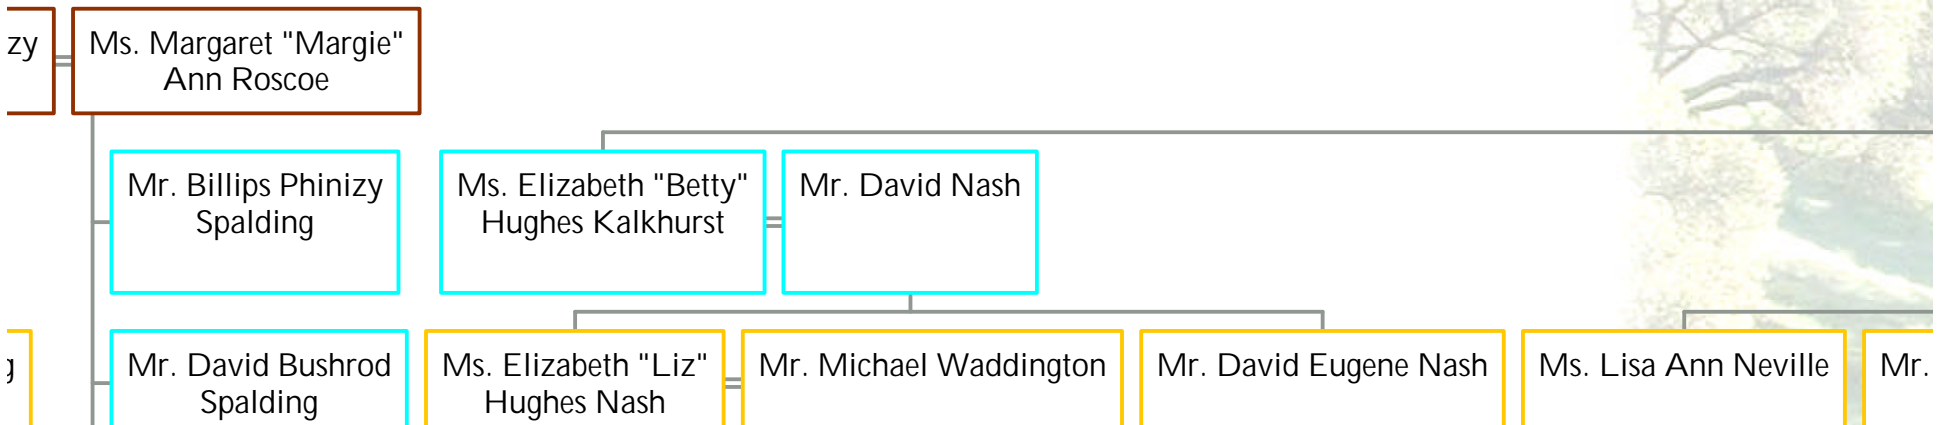 zy
Ms. Margaret "Margie"
Ann Roscoe
Mr. Billips Phinizy
Spalding
Ms. Elizabeth "Betty"
Hughes Kalkhurst
Mr. David Nash
g
Mr. David Bushrod
Spalding
Ms. Elizabeth "Liz"
Hughes Nash
Mr. Michael Waddington
Mr. David Eugene Nash
Ms. Lisa Ann Neville
Mr.